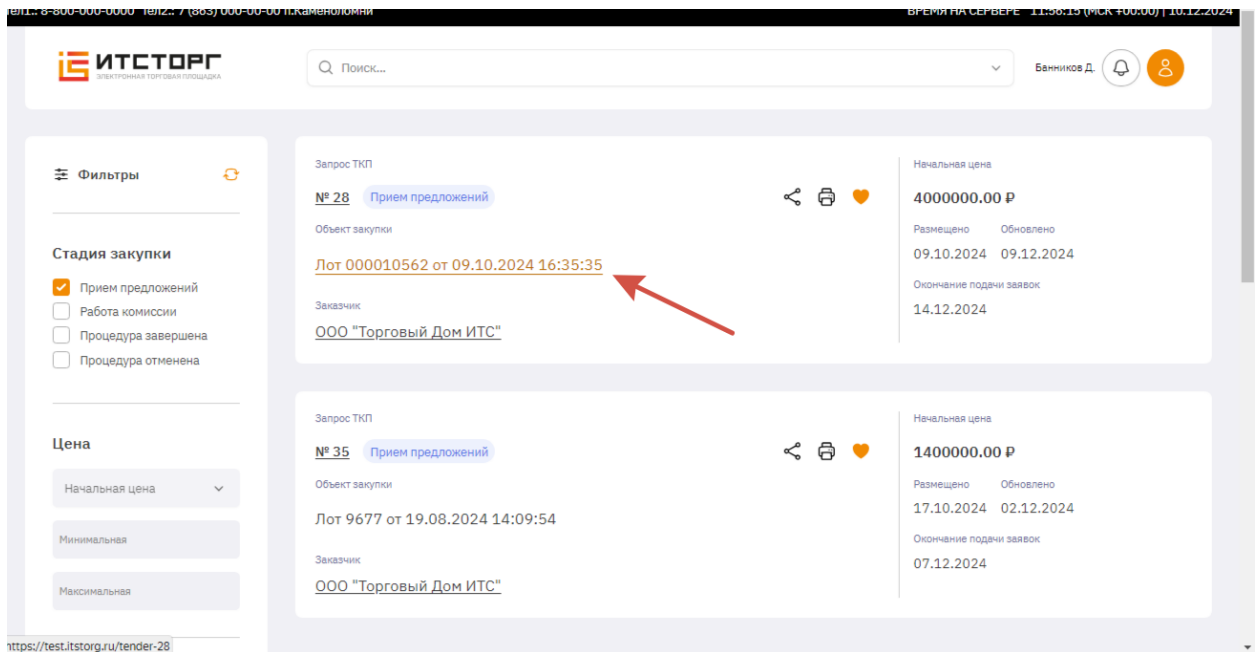 тел1.: 8-800-000-0000 тел2.: 7 (863) 000-00-00 п.Каменоломни
ВРЕМЯ НА СЕРВЕРЕ 11:56:15 (МСК +00:00) | 10.12.2024
ИТСТОРГ
ЭЛЕКТРОННАЯ ТОРГОВАЯ ПЛОЩАДКА
Поиск...
Банников Д.
Фильтры
Стадия закупки
Прием предложений
Работа комиссии
Процедура завершена
Процедура отменена
Цена
Начальная цена
Минимальная
Максимальная
Запрос ТКП
№ 28 Прием предложений
Объект закупки
Лот 000010562 от 09.10.2024 16:35:35
Заказчик
ООО "Торговый Дом ИТС"
Начальная цена
4000000.00 ₽
Размещено Обновлено
09.10.2024 09.12.2024
Окончание подачи заявок
14.12.2024
Запрос ТКП
№ 35 Прием предложений
Объект закупки
Лот 9677 от 19.08.2024 14:09:54
Заказчик
ООО "Торговый Дом ИТС"
Начальная цена
1400000.00 ₽
Размещено Обновлено
17.10.2024 02.12.2024
Окончание подачи заявок
07.12.2024
https://test.itstorg.ru/tender-28